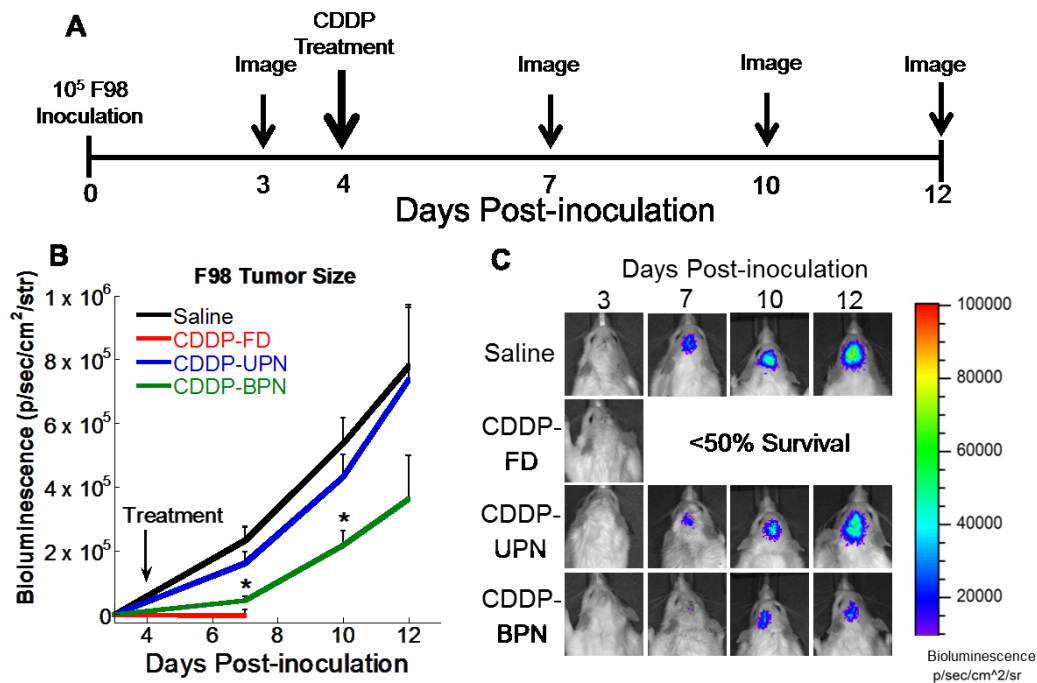 A
CDDP
Treatment
Image
Image
Image
Image
10⁵ F98
Inoculation
0
3
4
7
10
12
Days Post-inoculation
B
F98 Tumor Size
Bioluminescence (p/sec/cm²/str)
1 x 10⁶
8 x 10⁵
6 x 10⁵
4 x 10⁵
2 x 10⁵
0
Saline
CDDP-FD
CDDP-UPN
CDDP-BPN
Treatment
*
*
4
6
8
10
12
Days Post-inoculation
C
Days Post-inoculation
3
7
10
12
Saline
CDDP-
FD
<50% Survival
CDDP-
UPN
CDDP-
BPN
100000
80000
60000
40000
20000
Bioluminescence
p/sec/cm^2/sr